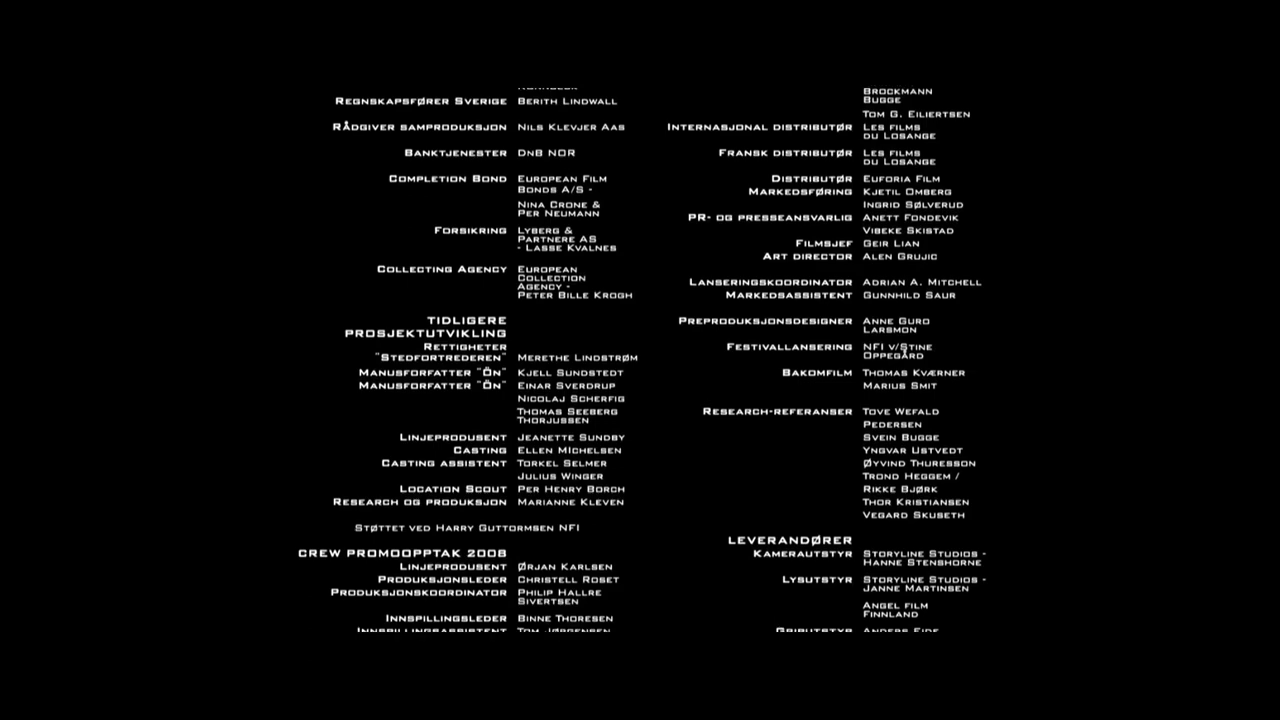 Regnskapsfører Sverige Berith Lindwall
Rådgiver samproduksjon Nils Klevjer Aas
Banktjenester DnB NOR
Completion Bond European Film
Bonds A/S -
Nina Crone &
Per Neumann
Forsikring Lyberg &
Partnere AS
- Lasse Kvalnes
Collecting Agency European
Collection
Agency -
Peter Bille Krogh
TIDLIGERE
PROSJEKTUTVIKLING
Rettigheter
"Stedfortrederen" Merethe Lindstrøm
Manusforfatter "Ön" Kjell Sundstedt
Manusforfatter "Ön" Einar Sverdrup
Nicolaj Scherfig
Thomas Seeberg
Thorjussen
Linjeprodusent Jeanette Sundby
Casting Ellen Michelsen
Casting assistent Torkel Selmer
Julius Winger
Location Scout Per Henry Borch
Research og produksjon Marianne Kleven
Støttet ved Harry Guttormsen NFI
CREW PROMOOPPTAK 2008
Linjeprodusent Ørjan Karlsen
Produksjonsleder Christell Roset
Produksjonskoordinator Philip Hallre
Sivertsen
Innspillingsleder Binne Thoresen
Innspillingsassistent Tom Jørgensen
Brockmann
Bugge
Tom G. Eiliertsen
Internasjonal distributør Les films
du Losange
Fransk distributør Les films
du Losange
Distributør Euforia Film
Markedsføring Kjetil Omberg
Ingrid Sølverud
PR- og presseansvarlig Anett Fondevik
Vibeke Skistad
Filmsjef Geir Lian
Art director Alen Grujic
Lanseringskoordinator Adrian A. Mitchell
Markedsassistent Gunnhild Saur
Preproduksjonsdesigner Anne Guro
Larsmon
Festivallansering NFI v/Stine
Oppegård
Bakomfilm Thomas Kværner
Marius Smit
Research-referanser Tove Wefald
Pedersen
Svein Bugge
Yngvar Ustvedt
Øyvind Thuresson
Trond Heggem /
Rikke Bjørk
Thor Kristiansen
Vegard Skuseth
LEVERANDØRER
Kamerautstyr Storyline Studios -
Hanne Stenshorne
Lysutstyr Storyline Studios -
Janne Martinsen
Angel film
Finnland
Griputstyr Anders Eide